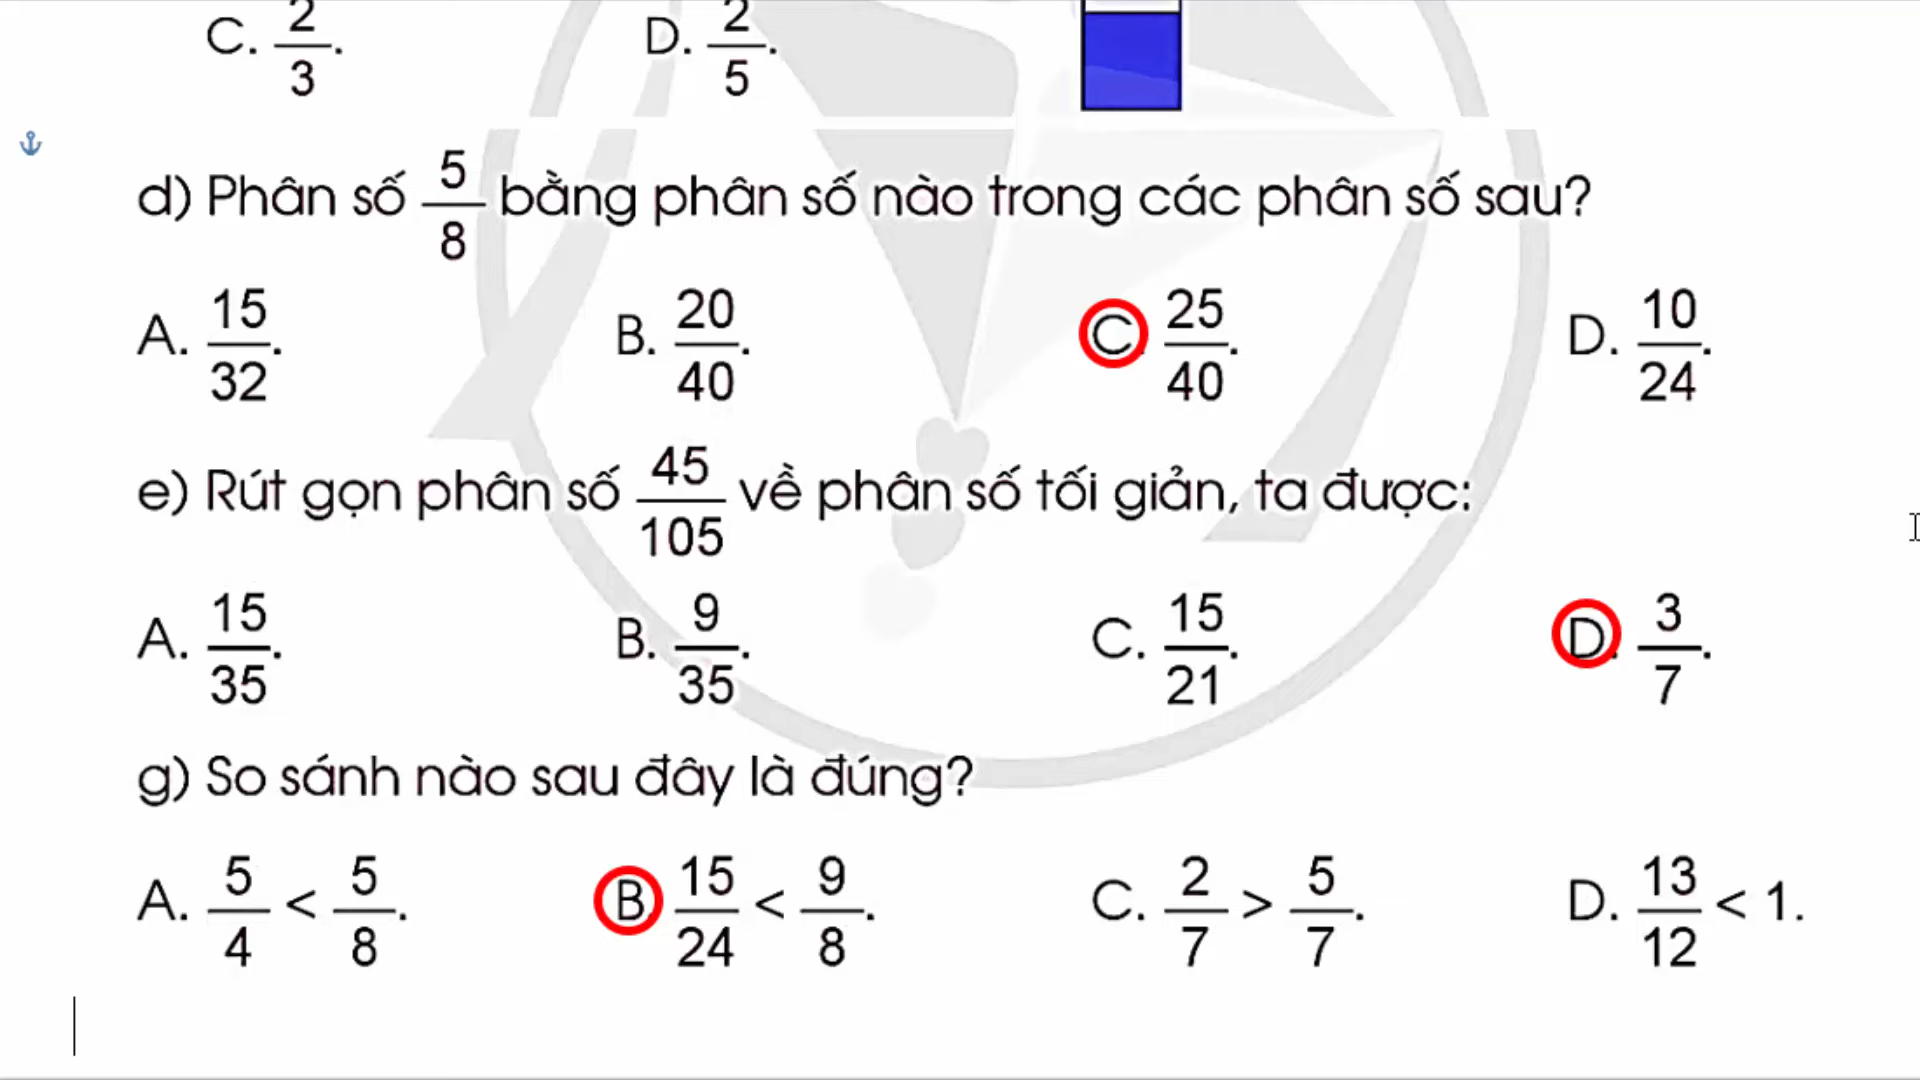 C. 2/3. D. 2/5.
d) Phân số 5/8 bằng phân số nào trong các phân số sau?
A. 15/32. B. 20/40. C. 25/40. D. 10/24.
e) Rút gọn phân số 45/105 về phân số tối giản, ta được:
A. 15/35. B. 9/35. C. 15/21. D. 3/7.
g) So sánh nào sau đây là đúng?
A. 5/4 < 5/8. B. 15/24 < 9/8. C. 2/7 > 5/7. D. 13/12 < 1.